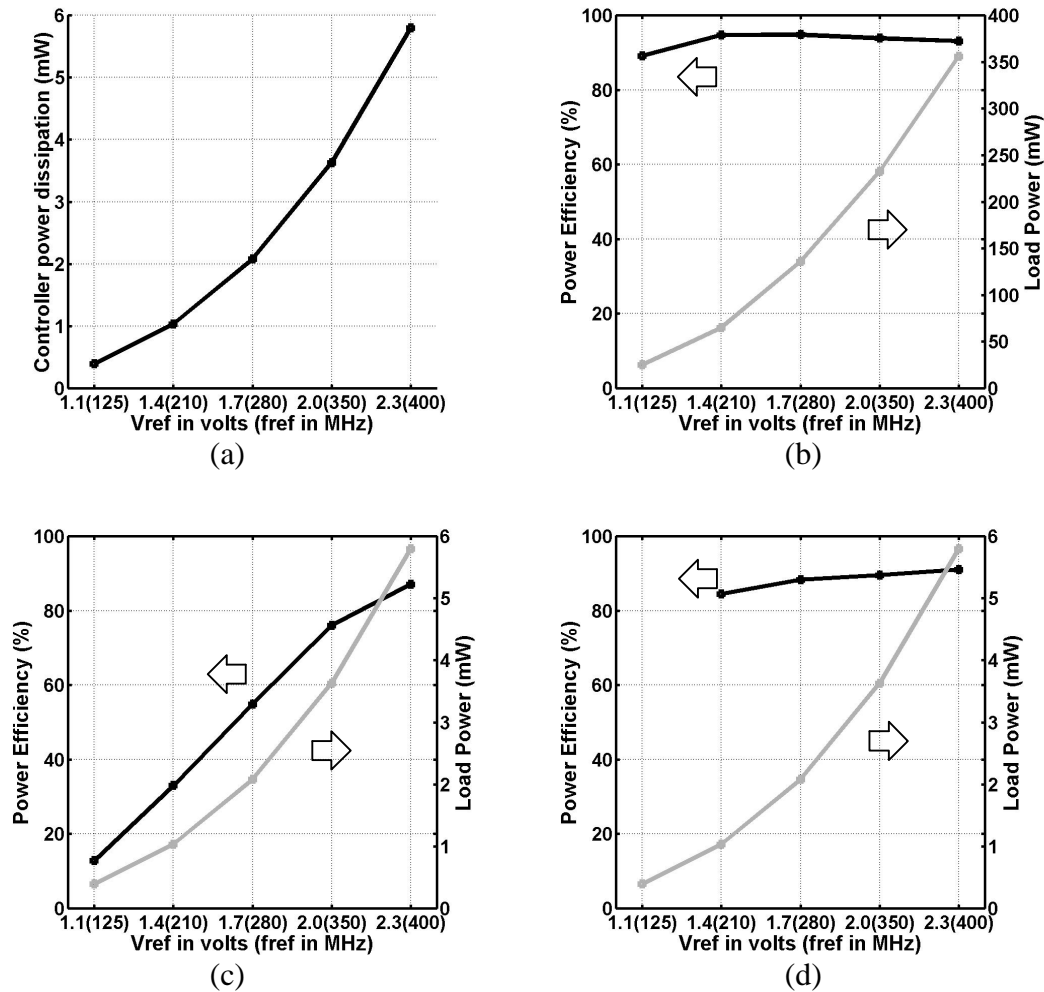 Controller power dissipation (mW)
6
5
4
3
2
1
0
1.1(125) 1.4(210) 1.7(280) 2.0(350) 2.3(400)
Vref in volts (fref in MHz)
(a)
Power Efficiency (%)
100
80
60
40
20
0
400
350
300
250
200
150
100
50
0
Load Power (mW)
1.1(125) 1.4(210) 1.7(280) 2.0(350) 2.3(400)
Vref in volts (fref in MHz)
(b)
Power Efficiency (%)
100
80
60
40
20
0
6
5
4
3
2
1
0
Load Power (mW)
1.1(125) 1.4(210) 1.7(280) 2.0(350) 2.3(400)
Vref in volts (fref in MHz)
(c)
Power Efficiency (%)
100
80
60
40
20
0
6
5
4
3
2
1
0
Load Power (mW)
1.1(125) 1.4(210) 1.7(280) 2.0(350) 2.3(400)
Vref in volts (fref in MHz)
(d)